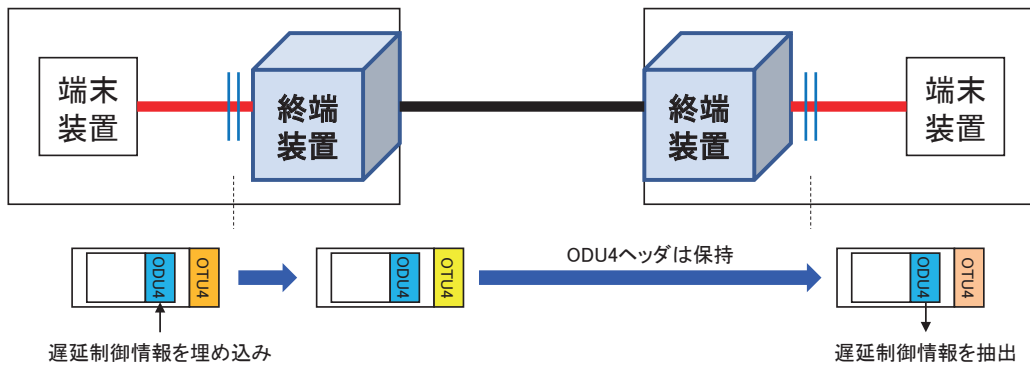 端末
装置
終端
装置
終端
装置
端末
装置
ODU4
OTU4
ODU4
OTU4
ODU4ヘッダは保持
ODU4
OTU4
遅延制御情報を埋め込み
遅延制御情報を抽出